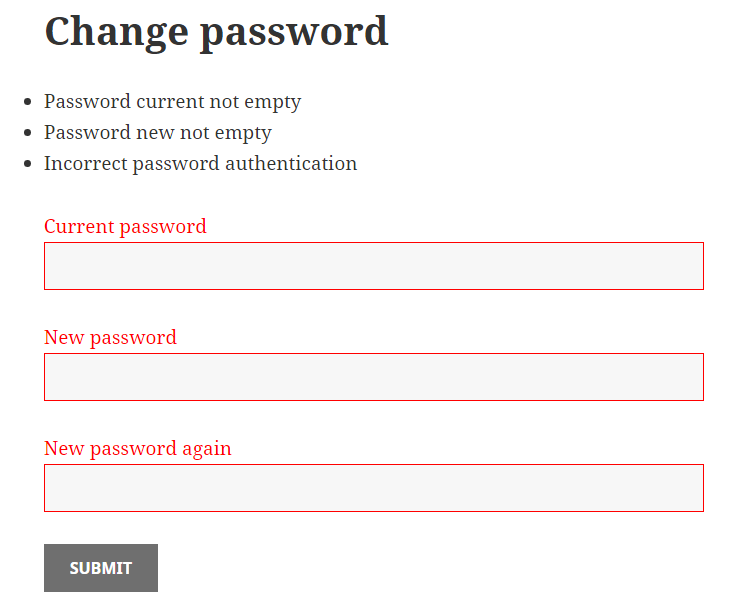 Change password
Password current not empty
Password new not empty
Incorrect password authentication
Current password
New password
New password again
SUBMIT